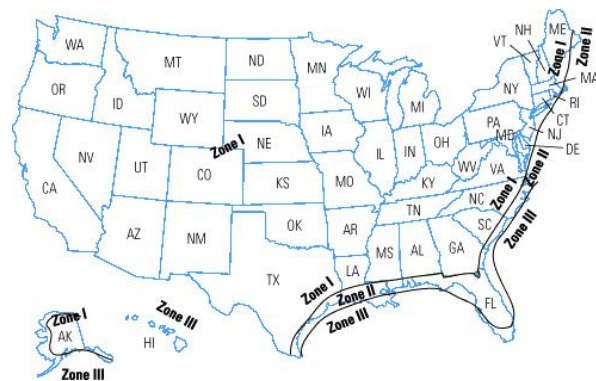 NH
ME
Zone II
WA
VT
Zone I
MT
ND
MN
MA
OR
ID
SD
WI
NY
RI
WY
MI
CT
Zone I
IA
PA
MD
NJ
NE
DE
NV
UT
CO
IL
IN
OH
Zone II
CA
KS
MO
WV
VA
KY
Zone I
NC
TN
AZ
NM
OK
AR
SC
Zone III
MS
AL
GA
TX
LA
Zone I
Zone II
FL
Zone III
Zone III
Zone I
AK
HI
Zone III